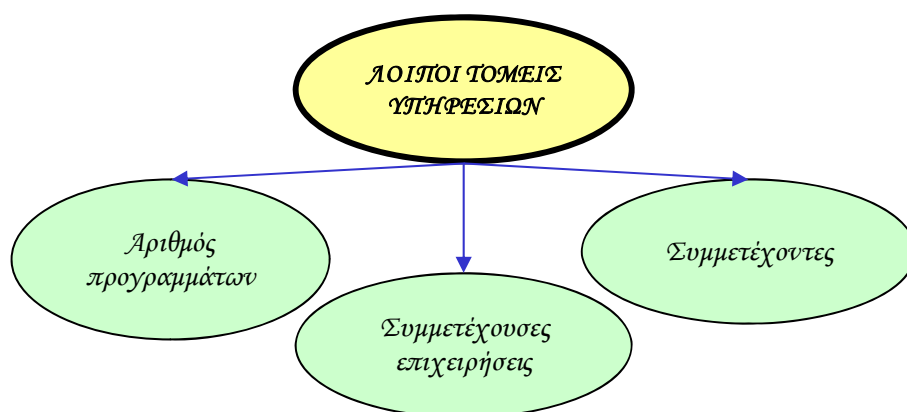 ΛΟΙΠΟΙ ΤΟΜΕΙΣ
ΥΠΗΡΕΣΙΩΝ
Αριθμός
προγραμμάτων
Συμμετέχουσες
επιχειρήσεις
Συμμετέχοντες